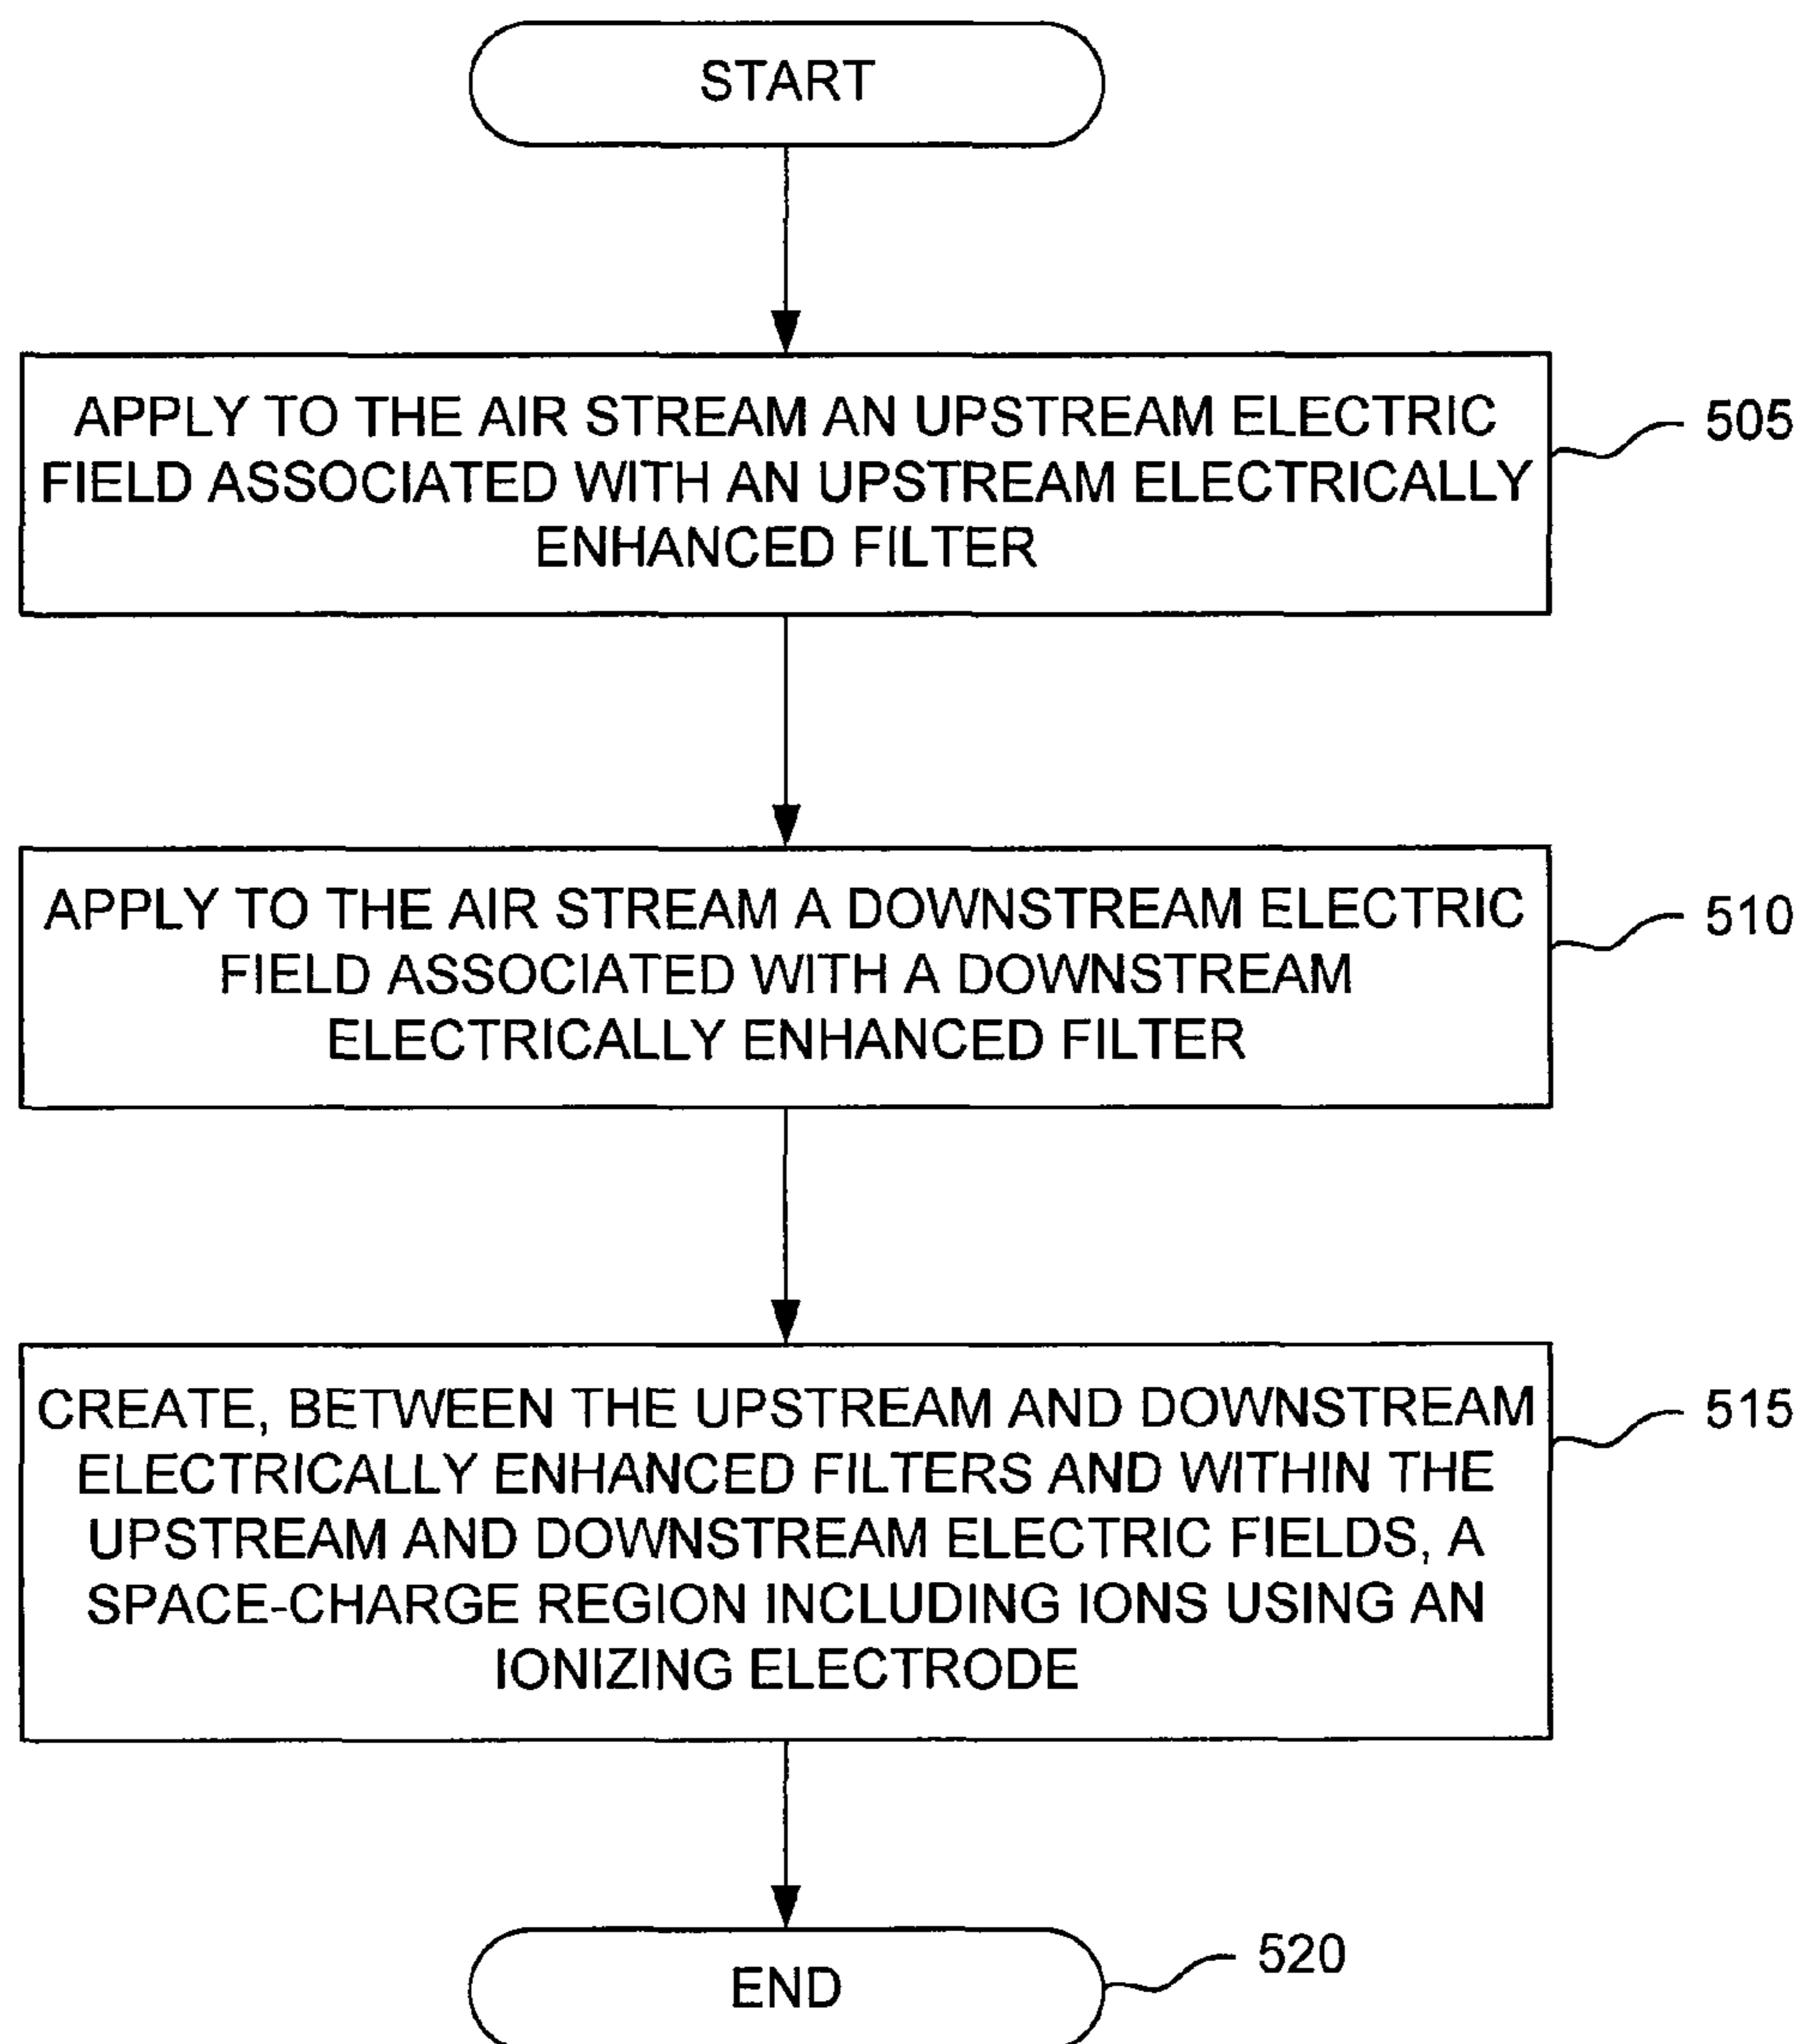 START
APPLY TO THE AIR STREAM AN UPSTREAM ELECTRIC
FIELD ASSOCIATED WITH AN UPSTREAM ELECTRICALLY
ENHANCED FILTER
505
APPLY TO THE AIR STREAM A DOWNSTREAM ELECTRIC
FIELD ASSOCIATED WITH A DOWNSTREAM
ELECTRICALLY ENHANCED FILTER
510
CREATE, BETWEEN THE UPSTREAM AND DOWNSTREAM
ELECTRICALLY ENHANCED FILTERS AND WITHIN THE
UPSTREAM AND DOWNSTREAM ELECTRIC FIELDS, A
SPACE-CHARGE REGION INCLUDING IONS USING AN
IONIZING ELECTRODE
515
END
520